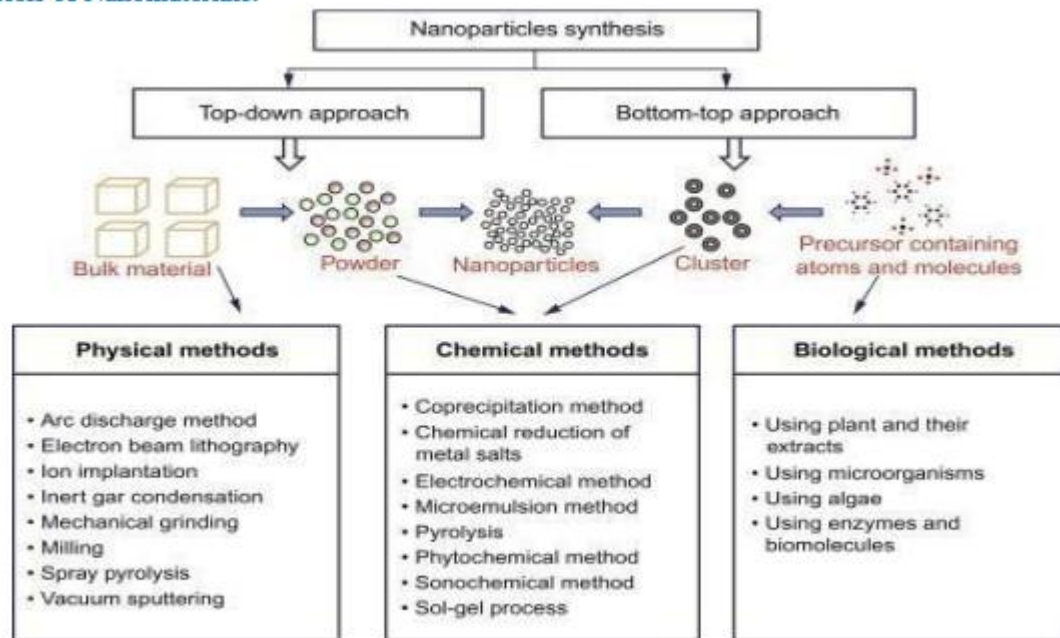 Nanoparticles synthesis
Top-down approach
Bottom-top approach
Bulk material
Powder
Nanoparticles
Cluster
Precursor containing
atoms and molecules
Physical methods
• Arc discharge method
• Electron beam lithography
• Ion implantation
• Inert gar condensation
• Mechanical grinding
• Milling
• Spray pyrolysis
• Vacuum sputtering
Chemical methods
• Coprecipitation method
• Chemical reduction of
metal salts
• Electrochemical method
• Microemulsion method
• Pyrolysis
• Phytochemical method
• Sonochemical method
• Sol-gel process
Biological methods
• Using plant and their
extracts
• Using microorganisms
• Using algae
• Using enzymes and
biomolecules